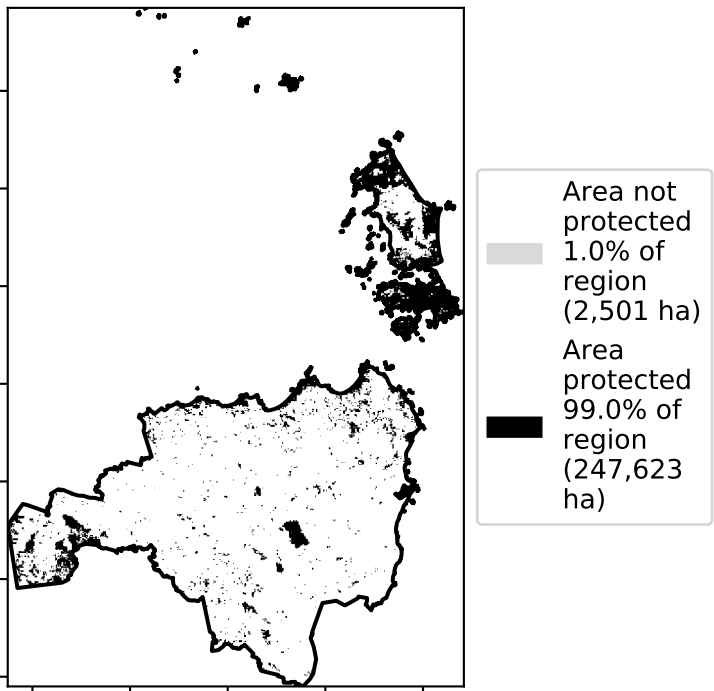 Area not
protected
1.0% of
region
(2,501 ha)
Area
protected
99.0% of
region
(247,623
ha)